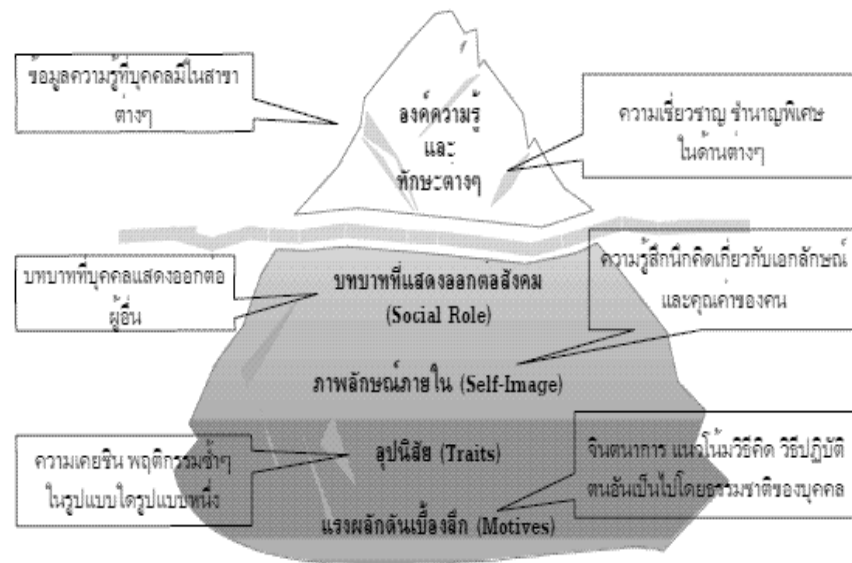 ข้อมูลความรู้ที่บุคคลมีในสาขา
ต่างๆ
องค์ความรู้
และ
ทักษะต่างๆ
ความเชี่ยวชาญ ชำนาญพิเศษ
ในด้านต่างๆ
บทบาทที่บุคคลแสดงออกต่อ
ผู้อื่น
บทบาทที่แสดงออกต่อสังคม
(Social Role)
ความรู้สึกนึกคิดเกี่ยวกับเอกลักษณ์
และคุณค่าของคน
ภาพลักษณ์ภายใน (Self-Image)
ความเคยชิน พฤติกรรมซ้ำๆ
ในรูปแบบใดรูปแบบหนึ่ง
อุปนิสัย (Traits)
จินตนาการ แนวโน้มวิธีคิด วิธีปฏิบัติ
ตนอันเป็นไปโดยธรรมชาติของบุคคล
แรงผลักดันเบื้องลึก (Motives)